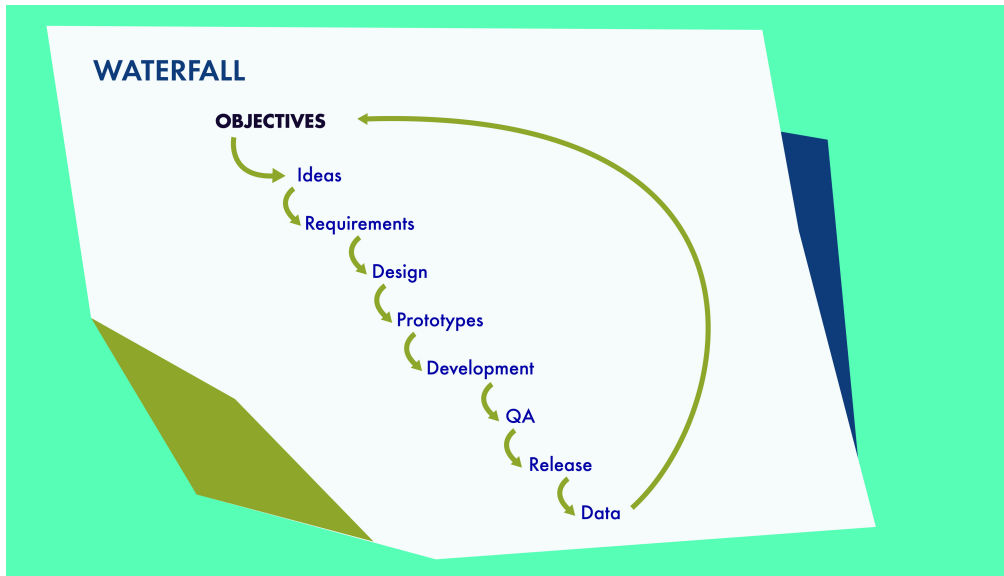 WATERFALL
OBJECTIVES
Ideas
Requirements
Design
Prototypes
Development
QA
Release
Data